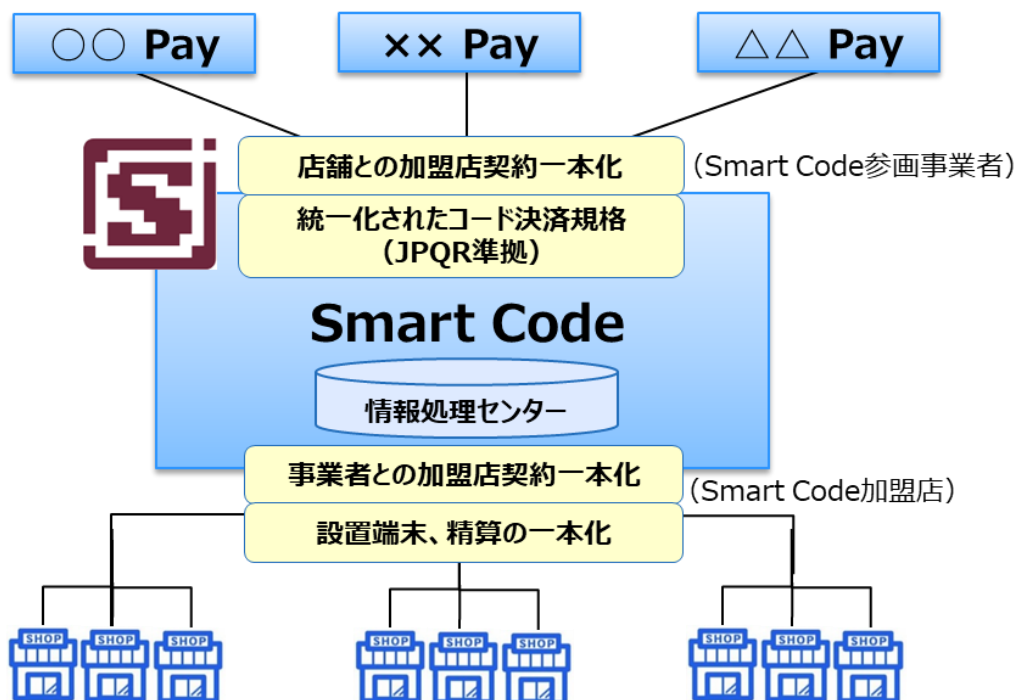 ○○ Pay
×× Pay
△△ Pay
店舗との加盟店契約一本化
（Smart Code参画事業者）
統一化されたコード決済規格
（JPQR準拠）
Smart Code
情報処理センター
事業者との加盟店契約一本化
（Smart Code加盟店）
設置端末、精算の一本化
SHOP
SHOP
SHOP
SHOP
SHOP
SHOP
SHOP
SHOP
SHOP